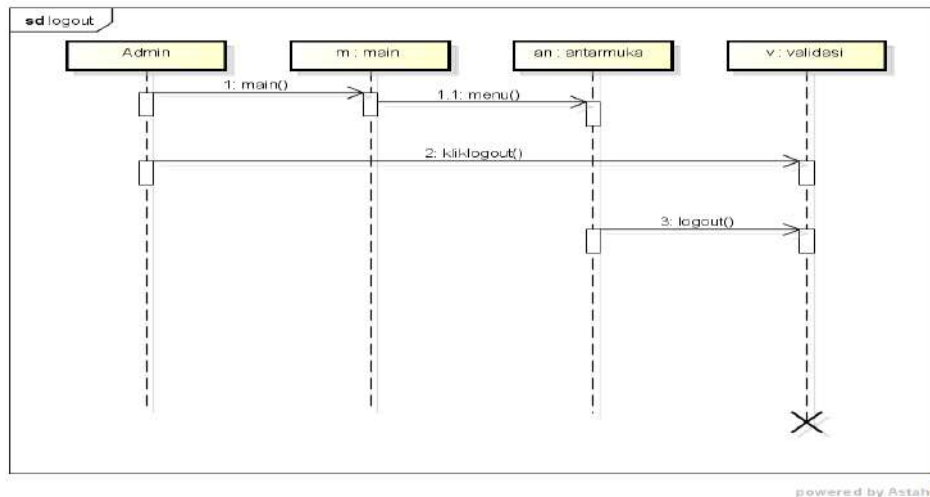 sd logout
Admin
m : main
an : antarmuka
v : validasi
1: main()
1.1: menu()
2: kliklogout()
3: logout()
powered by Astah